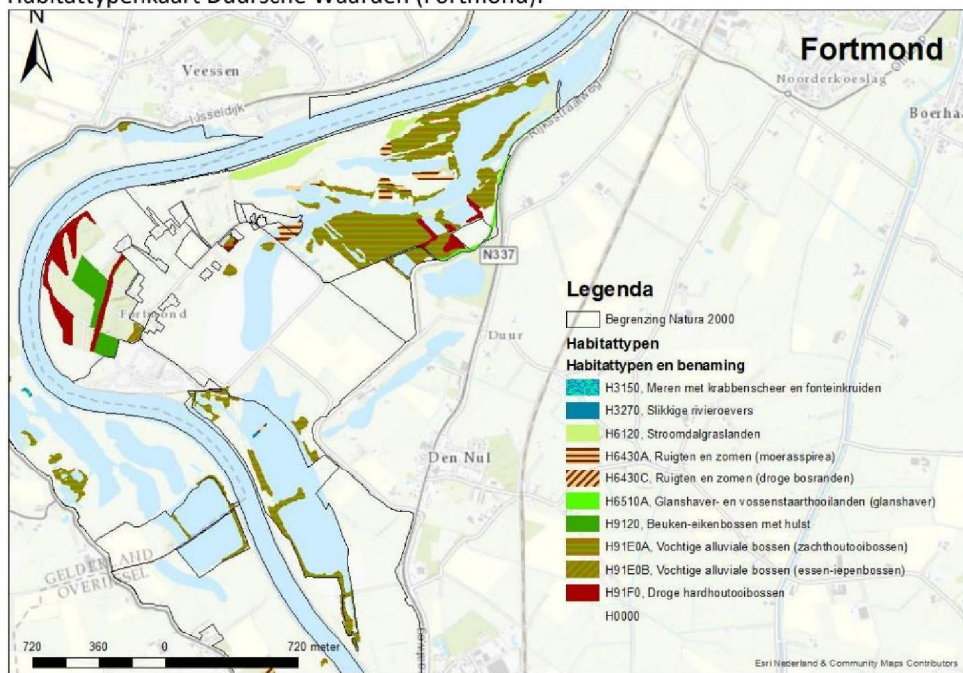 Habitattypenkaart Duursche Waarden (Fortmond).
N
Fortmond
Veessen
IJsseldijk
Rijksstraatweg
Noorderkoeslag
Boerha
N337
Fortmond
Duur
Den Nul
GELDERLAND
OVERIJSSEL
Legenda
Begrenzing Natura 2000
Habitattypen
Habitattypen en benaming
H3150, Meren met krabbenscheer en fonteinkruiden
H3270, Slikkige rivieroevers
H6120, Stroomdalgraslanden
H6430A, Ruigten en zomen (moerasspirea)
H6430C, Ruigten en zomen (droge bosranden)
H6510A, Glanshaver- en vossenstaarthooilanden (glanshaver)
H9120, Beuken-eikenbossen met hulst
H91E0A, Vochtige alluviale bossen (zachthoutooibossen)
H91E0B, Vochtige alluviale bossen (essen-iepenbossen)
H91F0, Droge hardhoutooibossen
H0000
720 360 0 720 meter
Esri Nederland & Community Maps Contributors